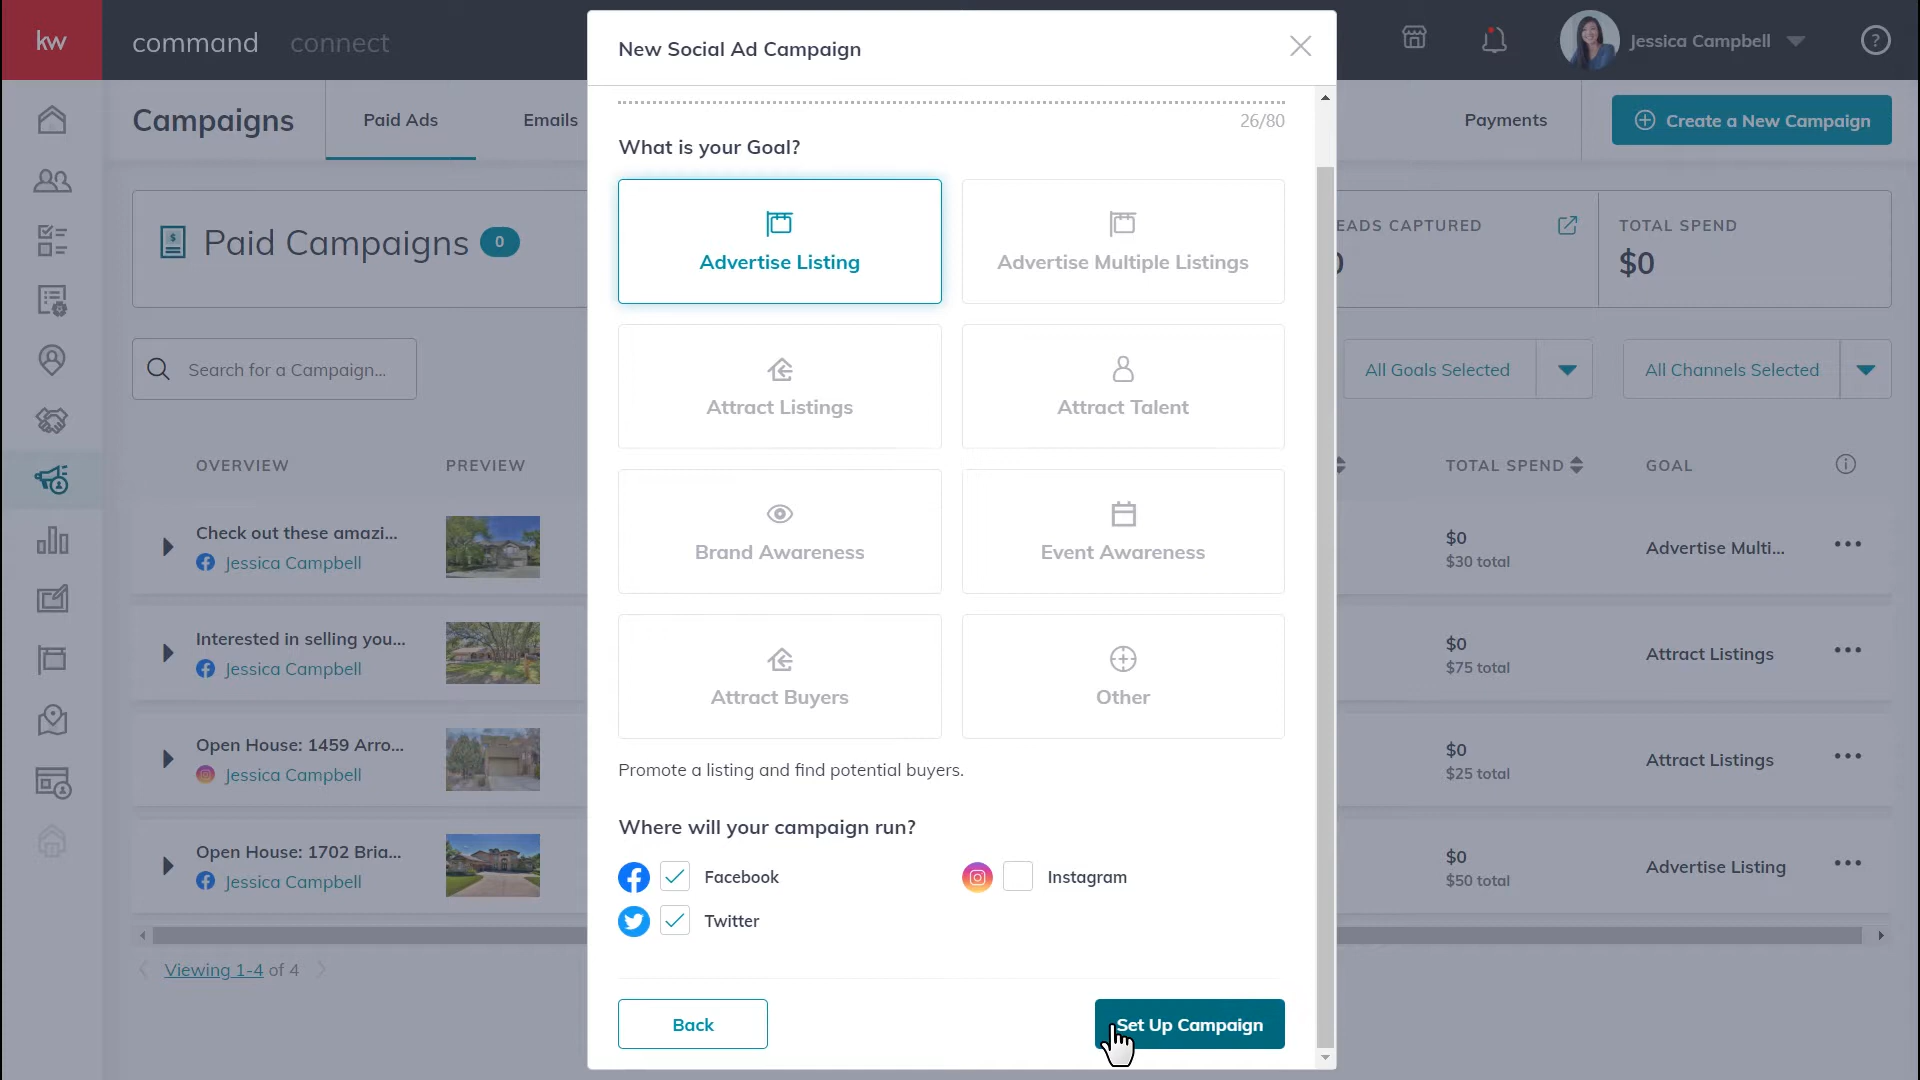 kw
command
connect
New Social Ad Campaign
Jessica Campbell
?
Campaigns
Paid Ads
Emails
Payments
Create a New Campaign
26/80
What is your Goal?
Paid Campaigns 0
EADS CAPTURED
TOTAL SPEND
$0
Advertise Listing
Advertise Multiple Listings
Search for a Campaign...
All Goals Selected
All Channels Selected
Attract Listings
Attract Talent
OVERVIEW
PREVIEW
TOTAL SPEND
GOAL
Check out these amazi...
Jessica Campbell
$0
$30 total
Advertise Multi...
Brand Awareness
Event Awareness
Interested in selling you...
Jessica Campbell
$0
$75 total
Attract Listings
Attract Buyers
Other
Open House: 1459 Arro...
Jessica Campbell
$0
$25 total
Attract Listings
Promote a listing and find potential buyers.
Where will your campaign run?
Facebook
Instagram
Twitter
Open House: 1702 Bria...
Jessica Campbell
$0
$50 total
Advertise Listing
Viewing 1-4 of 4
Back
Set Up Campaign